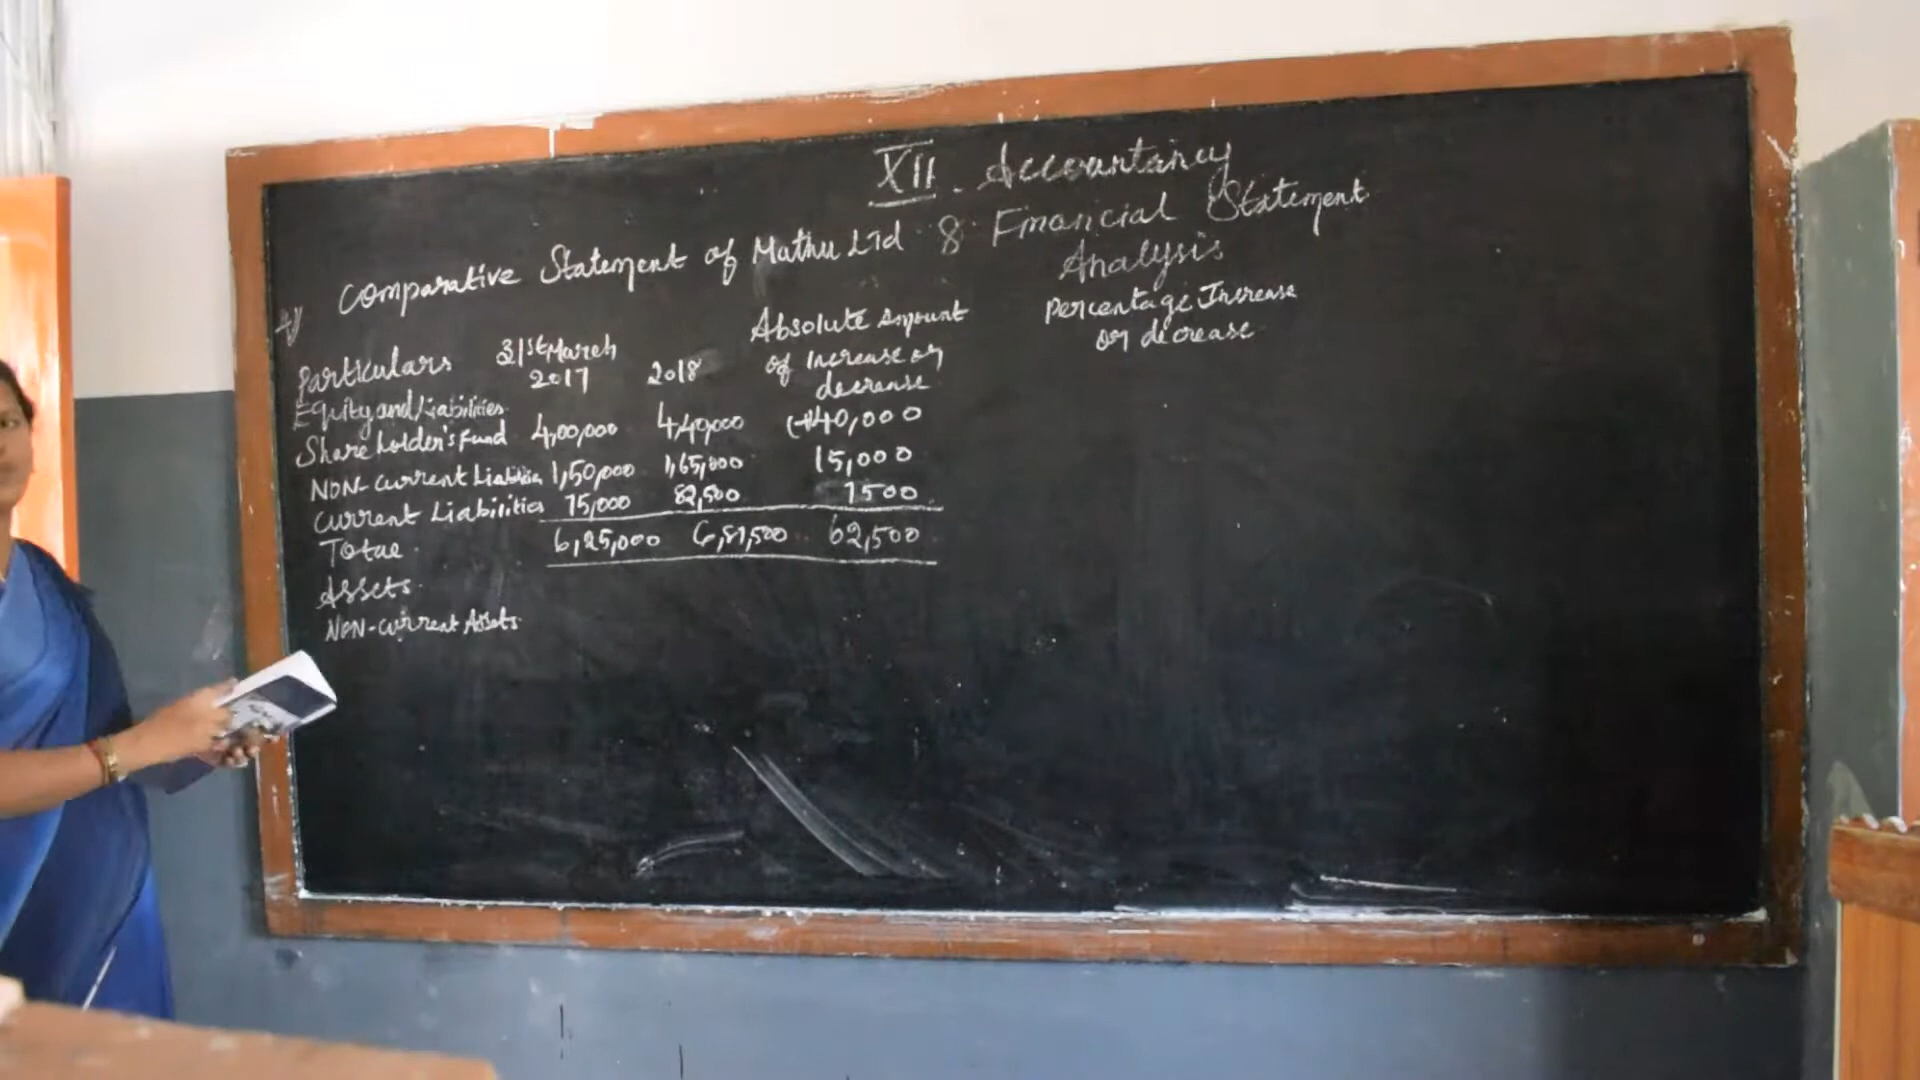 XII. Accountancy
8. Financial Statement
Analysis
4) Comparative Statement of Mathu Ltd
Particulars 31st March 2017 2018 Absolute Amount of Increase or decrease Percentage Increase or decrease
Equity and Liabilities
Share holder's Fund 4,00,000 4,40,000 (+)40,000
Non-current Liabilities 1,50,000 1,65,000 15,000
Current Liabilities 75,000 82,500 7500
Total 6,25,000 6,87,500 62,500
Assets
Non-current Assets